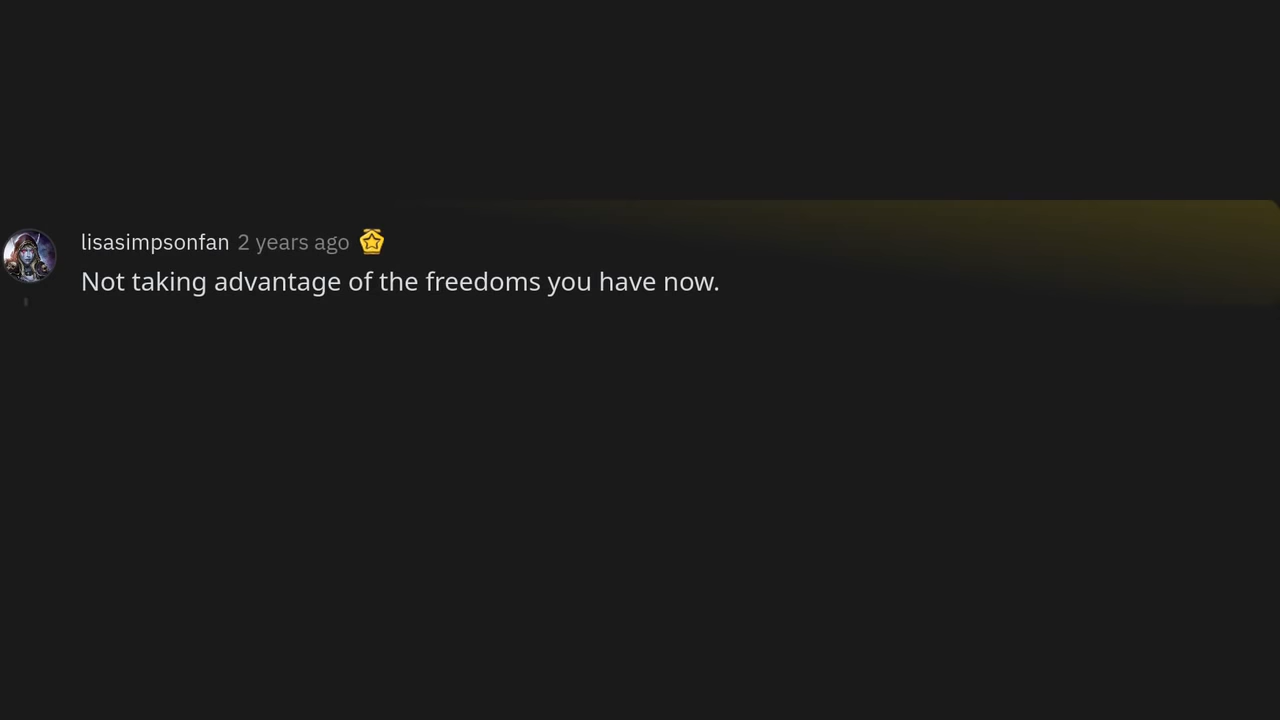 lisasimpsonfan 2 years ago
Not taking advantage of the freedoms you have now.